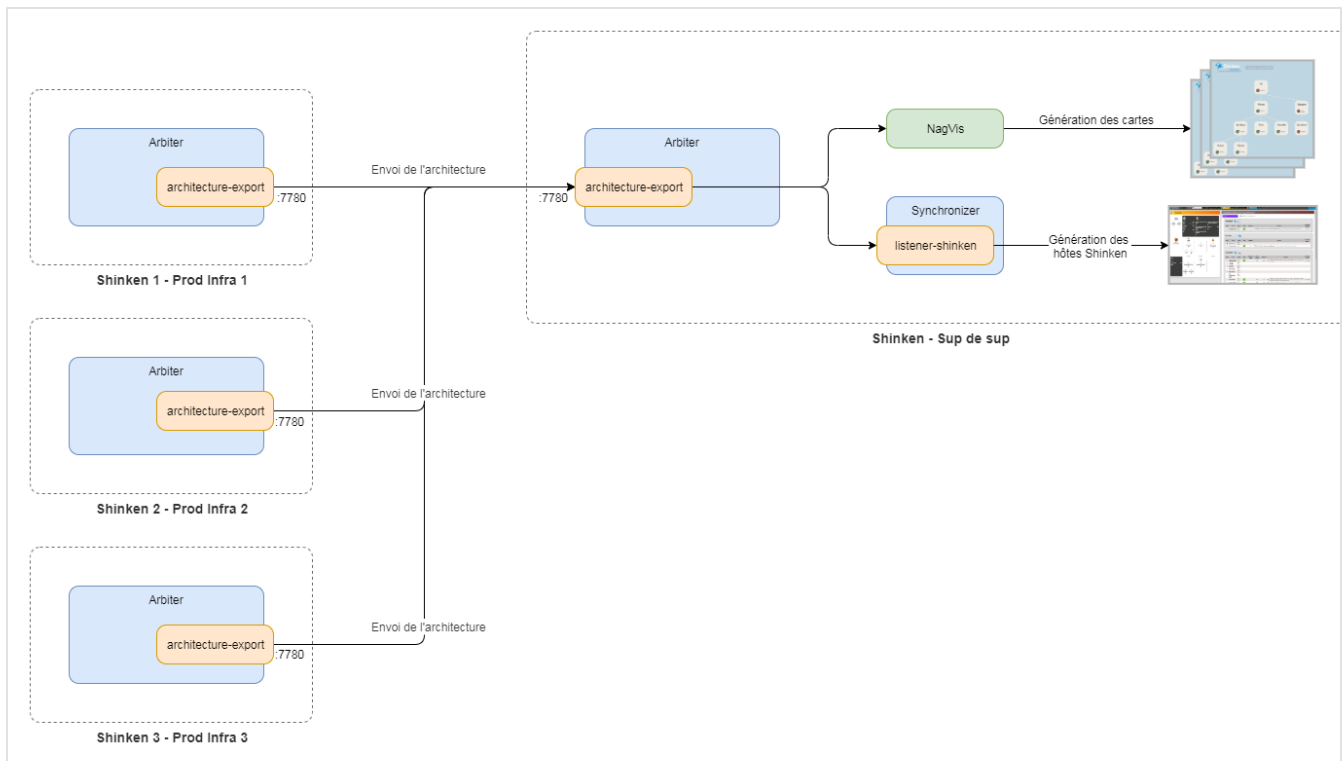 Arbiter
architecture-export
:7780
Shinken 1 - Prod Infra 1
Envoi de l'architecture
Arbiter
architecture-export
:7780
Shinken 2 - Prod Infra 2
Envoi de l'architecture
Arbiter
architecture-export
:7780
Shinken 3 - Prod Infra 3
Envoi de l'architecture
Arbiter
architecture-export
:7780
NagVis
Génération des cartes
Synchronizer
listener-shinken
Génération des
hôtes Shinken
Shinken - Sup de sup